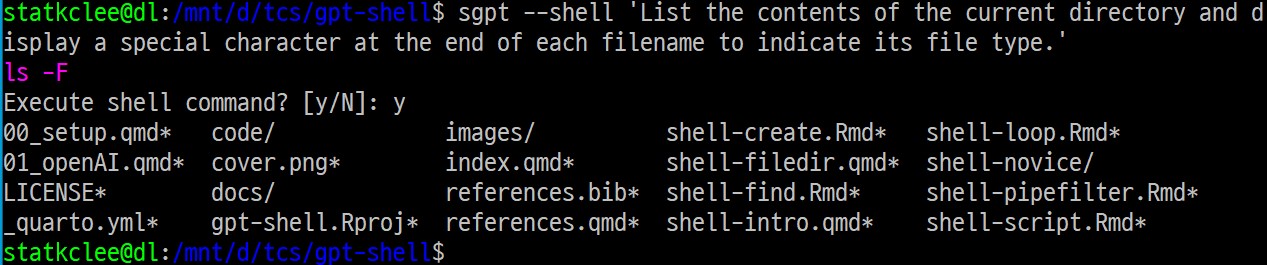 statkclee@dl:/mnt/d/tcs/gpt-shell$ sgpt --shell 'List the contents of the current directory and d
isplay a special character at the end of each filename to indicate its file type.'
ls -F
Execute shell command? [y/N]: y
00_setup.qmd*   code/             images/          shell-create.Rmd*    shell-loop.Rmd*
01_openAI.qmd*  cover.png*        index.qmd*       shell-filedir.qmd*   shell-novice/
LICENSE*        docs/             references.bib*  shell-find.Rmd*      shell-pipefilter.Rmd*
_quarto.yml*    gpt-shell.Rproj*  references.qmd*  shell-intro.qmd*     shell-script.Rmd*
statkclee@dl:/mnt/d/tcs/gpt-shell$